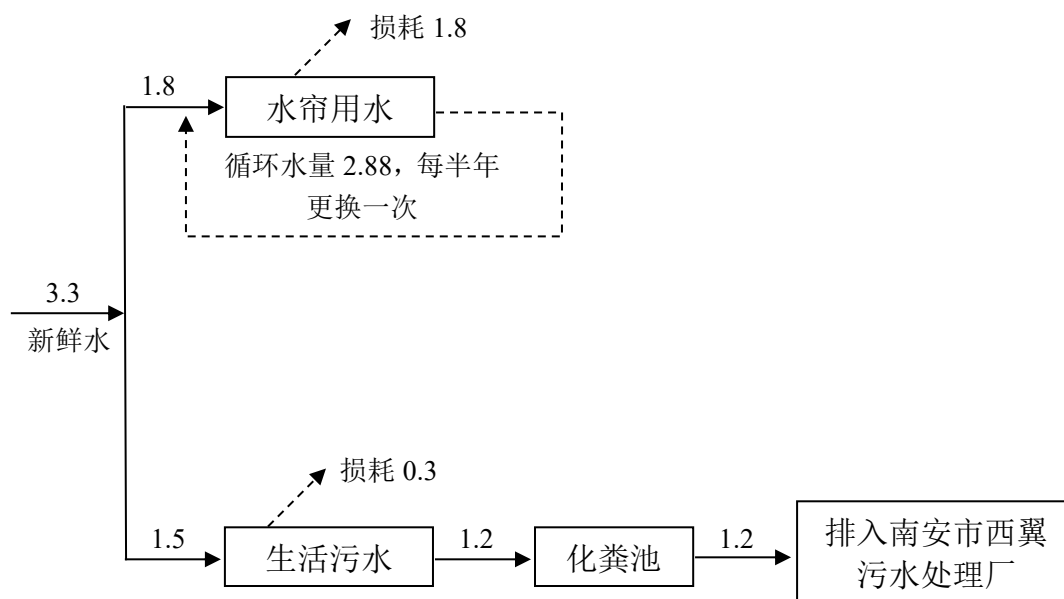 损耗 1.8
1.8
水帘用水
循环水量 2.88，每半年
更换一次
3.3
新鲜水
损耗 0.3
1.5
生活污水
1.2
化粪池
1.2
排入南安市西翼
污水处理厂